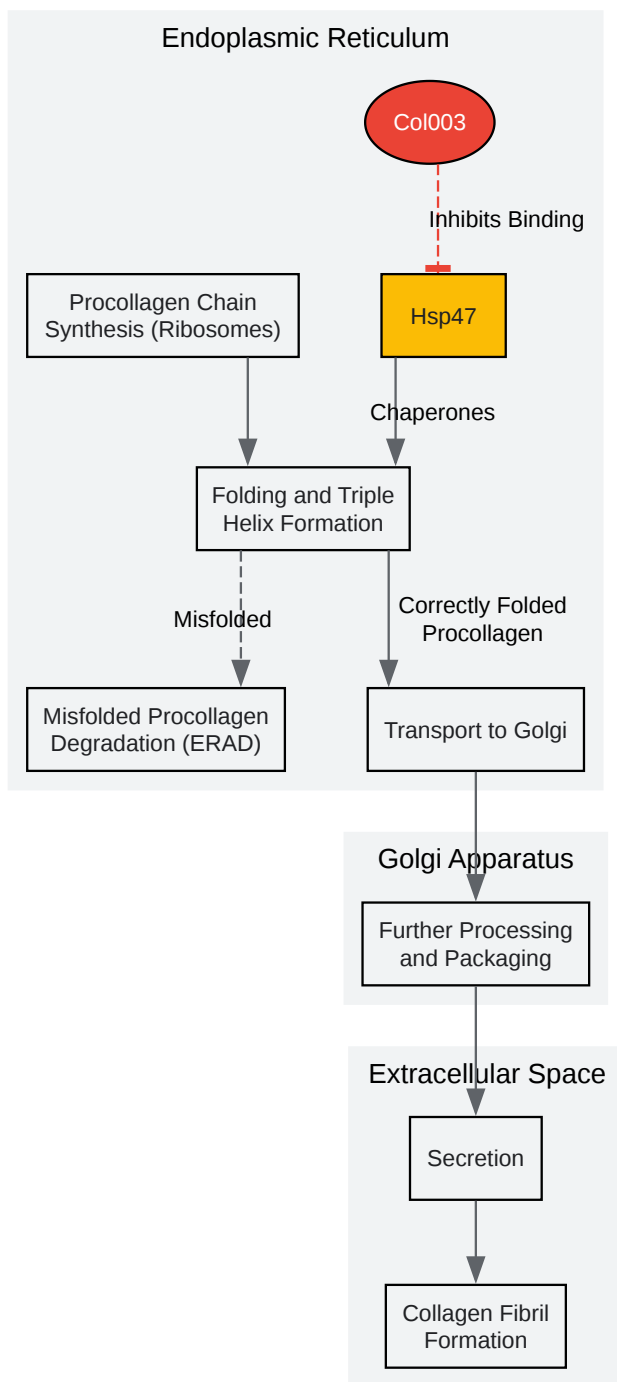 Endoplasmic Reticulum
Col003
Inhibits Binding
Procollagen Chain
Synthesis (Ribosomes)
Hsp47
Chaperones
Folding and Triple
Helix Formation
Misfolded
Correctly Folded
Procollagen
Misfolded Procollagen
Degradation (ERAD)
Transport to Golgi
Golgi Apparatus
Further Processing
and Packaging
Extracellular Space
Secretion
Collagen Fibril
Formation